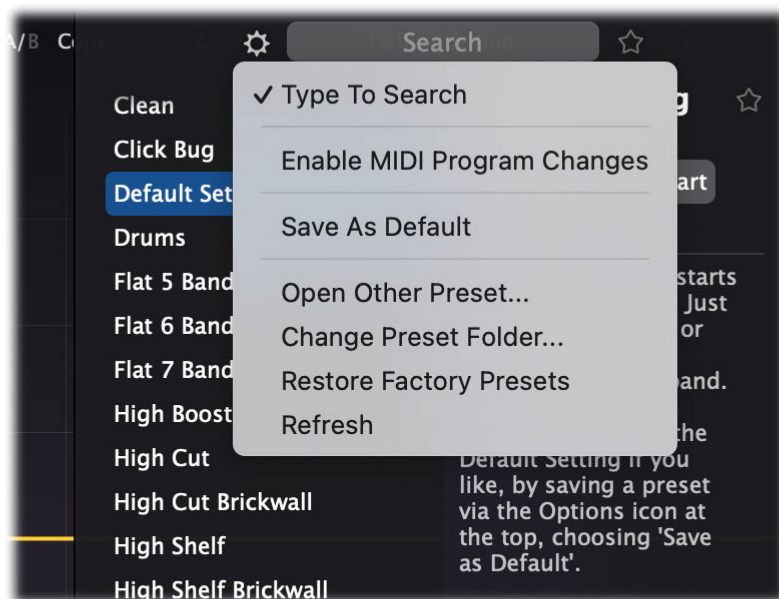 A/B Copy
Search
Clean
Click Bug
Default Set
Drums
Flat 5 Band
Flat 6 Band
Flat 7 Band
High Boost
High Cut
High Cut Brickwall
High Shelf
High Shelf Brickwall
✓ Type To Search
Enable MIDI Program Changes
Save As Default
Open Other Preset...
Change Preset Folder...
Restore Factory Presets
Refresh
g
art
starts
Just
or
and.
the
Default Setting if you
like, by saving a preset
via the Options icon at
the top, choosing 'Save
as Default'.